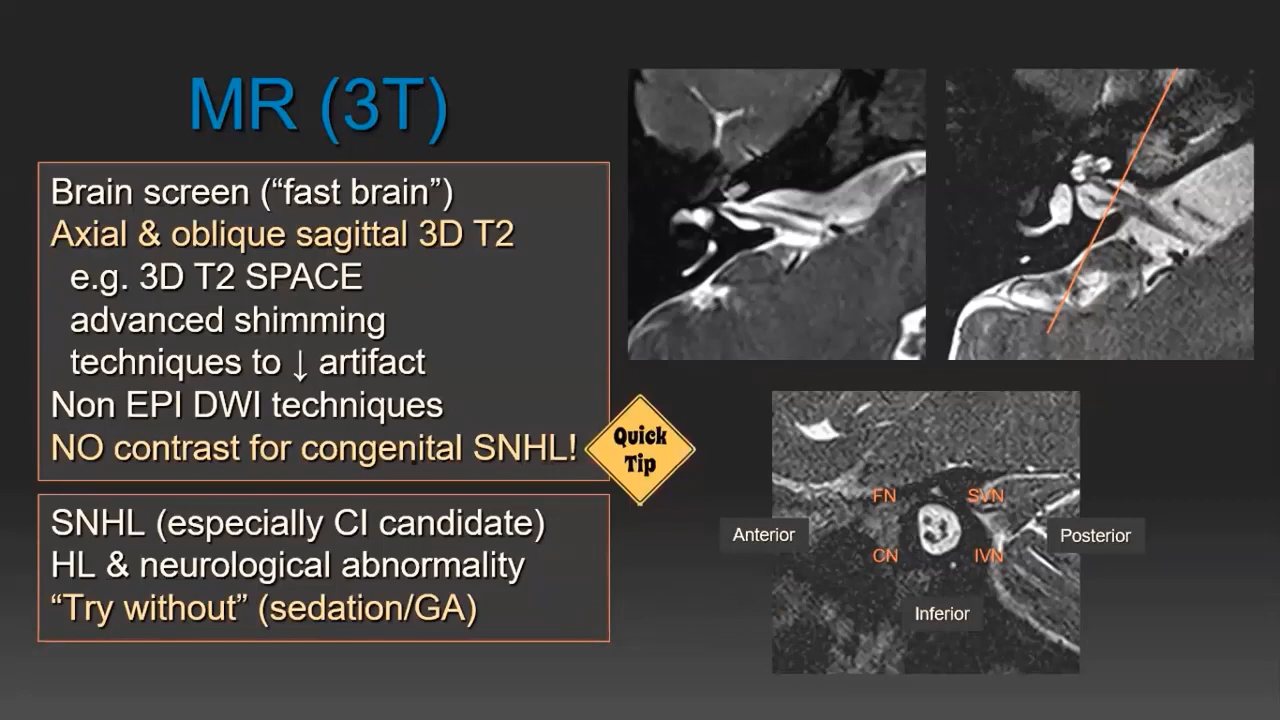 MR (3T)
Brain screen (“fast brain”)
Axial & oblique sagittal 3D T2
e.g. 3D T2 SPACE
advanced shimming
techniques to ↓ artifact
Non EPI DWI techniques
NO contrast for congenital SNHL!
Quick
Tip
SNHL (especially CI candidate)
HL & neurological abnormality
“Try without” (sedation/GA)
FN
SVN
Anterior
Posterior
CN
IVN
Inferior